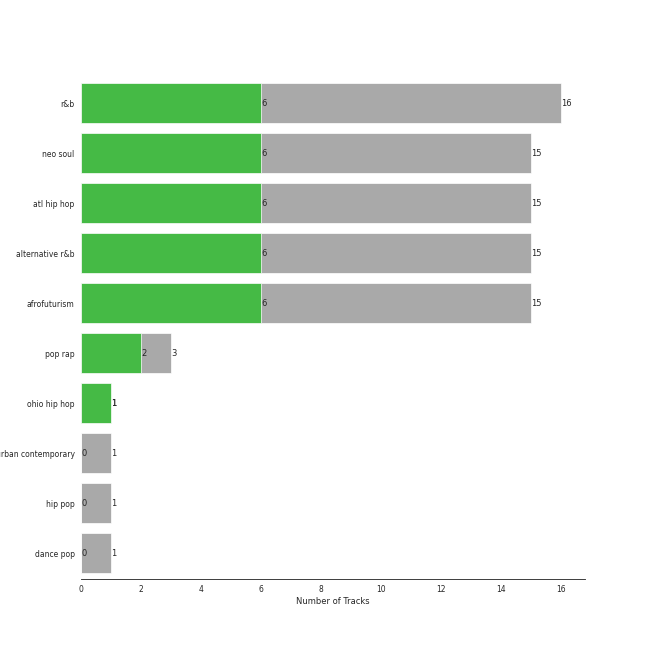 r&b 6 16
neo soul 6 15
atl hip hop 6 15
alternative r&b 6 15
afrofuturism 6 15
pop rap 2 3
ohio hip hop 1
rban contemporary 0 1
hip pop 0 1
dance pop 0 1
0 2 4 6 8 10 12 14 16
Number of Tracks